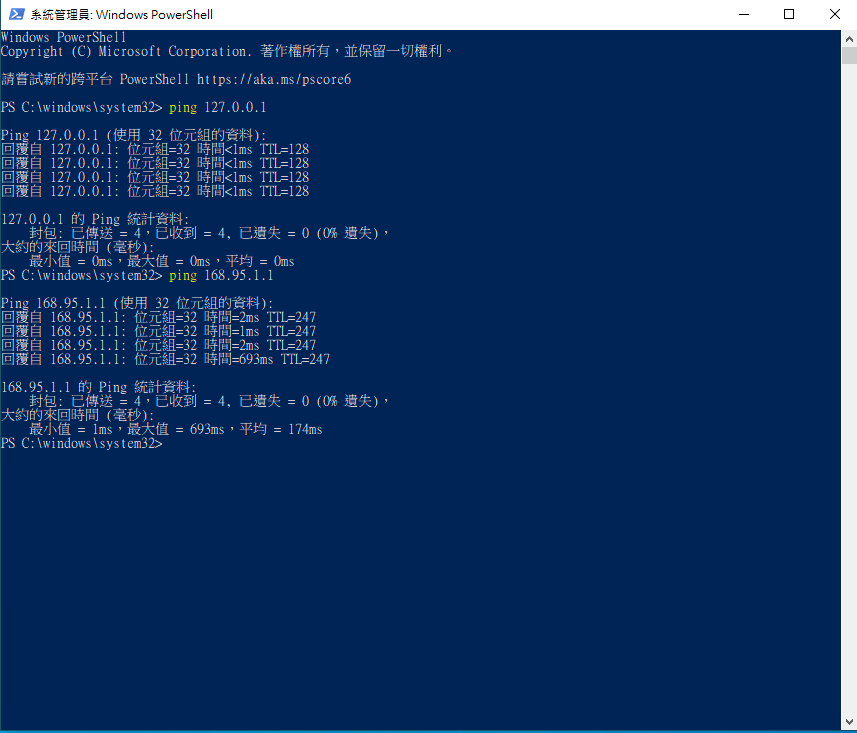 系統管理員: Windows PowerShell
Windows PowerShell
Copyright (C) Microsoft Corporation. 著作權所有，並保留一切權利。
請嘗試新的跨平台 PowerShell https://aka.ms/pscore6
PS C:\windows\system32> ping 127.0.0.1
Ping 127.0.0.1 (使用 32 位元組的資料):
回覆自 127.0.0.1: 位元組=32 時間<1ms TTL=128
回覆自 127.0.0.1: 位元組=32 時間<1ms TTL=128
回覆自 127.0.0.1: 位元組=32 時間<1ms TTL=128
回覆自 127.0.0.1: 位元組=32 時間<1ms TTL=128
127.0.0.1 的 Ping 統計資料:
封包: 已傳送 = 4，已收到 = 4, 已遺失 = 0 (0% 遺失)，
大約的來回時間 (毫秒):
最小值 = 0ms，最大值 = 0ms，平均 = 0ms
PS C:\windows\system32> ping 168.95.1.1
Ping 168.95.1.1 (使用 32 位元組的資料):
回覆自 168.95.1.1: 位元組=32 時間=2ms TTL=247
回覆自 168.95.1.1: 位元組=32 時間=1ms TTL=247
回覆自 168.95.1.1: 位元組=32 時間=2ms TTL=247
回覆自 168.95.1.1: 位元組=32 時間=693ms TTL=247
168.95.1.1 的 Ping 統計資料:
封包: 已傳送 = 4，已收到 = 4, 已遺失 = 0 (0% 遺失)，
大約的來回時間 (毫秒):
最小值 = 1ms，最大值 = 693ms，平均 = 174ms
PS C:\windows\system32>